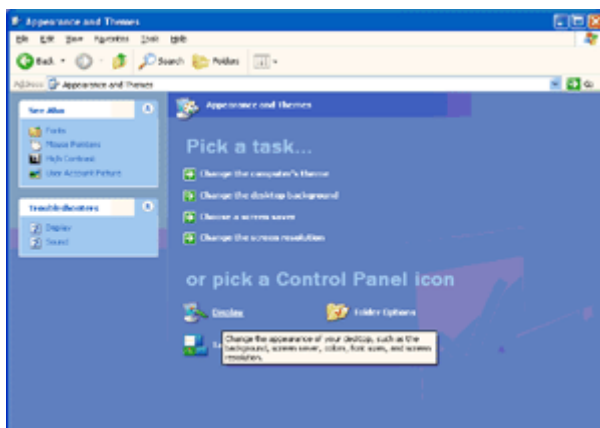 Appearance and Themes
File Edit View Favorites Tools Help
Back Search Folders
Address Appearance and Themes
See Also
Fonts
Mouse Pointers
High Contrast
User Account Picture
Troubleshooters
Display
Sound
Appearance and Themes
Pick a task...
Change the computer's theme
Change the desktop background
Choose a screen saver
Change the screen resolution
or pick a Control Panel icon
Display Folder Options
Change the appearance of your desktop, such as the
background, screen saver, colors, font sizes, and screen
resolution.